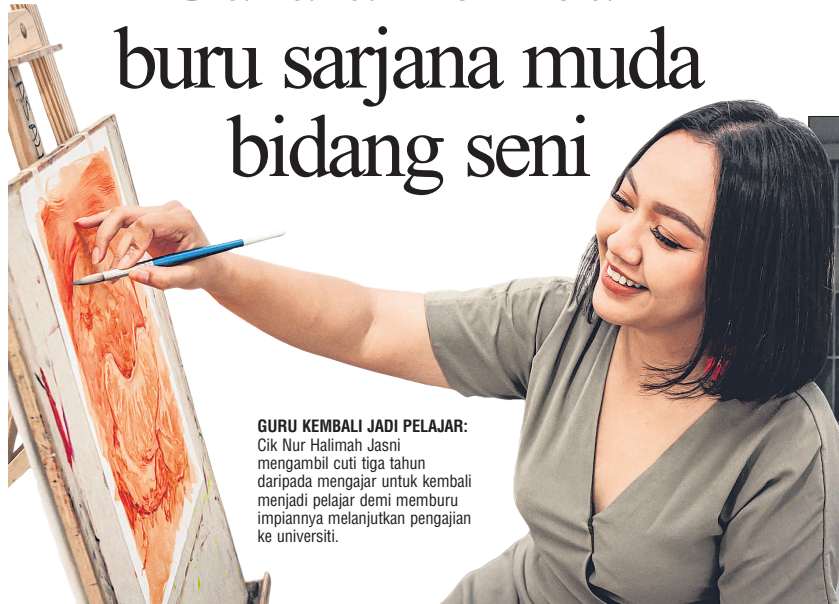 buru sarjana muda
bidang seni
GURU KEMBALI JADI PELAJAR:
Cik Nur Halimah Jasni
mengambil cuti tiga tahun
daripada mengajar untuk kembali
menjadi pelajar demi memburu
impiannya melanjutkan pengajian
ke universiti.